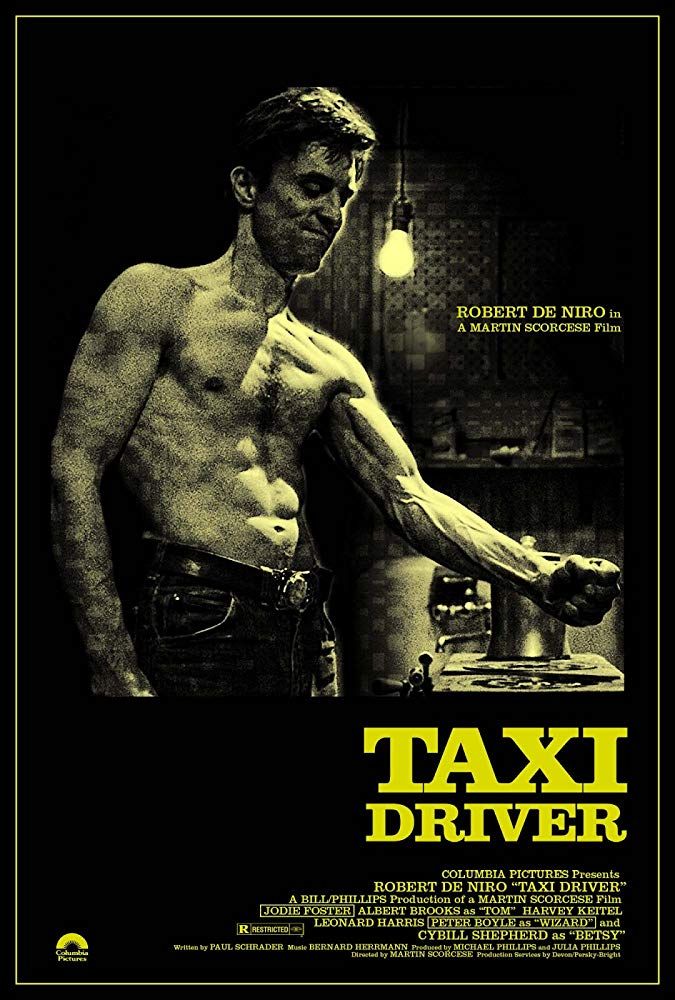 ROBERT DE NIRO in
A MARTIN SCORCESE Film
TAXI
DRIVER
COLUMBIA PICTURES Presents
ROBERT DE NIRO “TAXI DRIVER”
A BILL/PHILLIPS Production of a MARTIN SCORCESE Film
JODIE FOSTER ALBERT BROOKS as “TOM” HARVEY KEITEL
LEONARD HARRIS PETER BOYLE as “WIZARD” and
CYBILL SHEPHERD as “BETSY”
R RESTRICTED
Written by PAUL SCHRADER Music BERNARD HERRMANN Produced by MICHAEL PHILLIPS and JULIA PHILLIPS
Directed by MARTIN SCORCESE Production Services by Devon/Persky-Bright
Columbia
Pictures